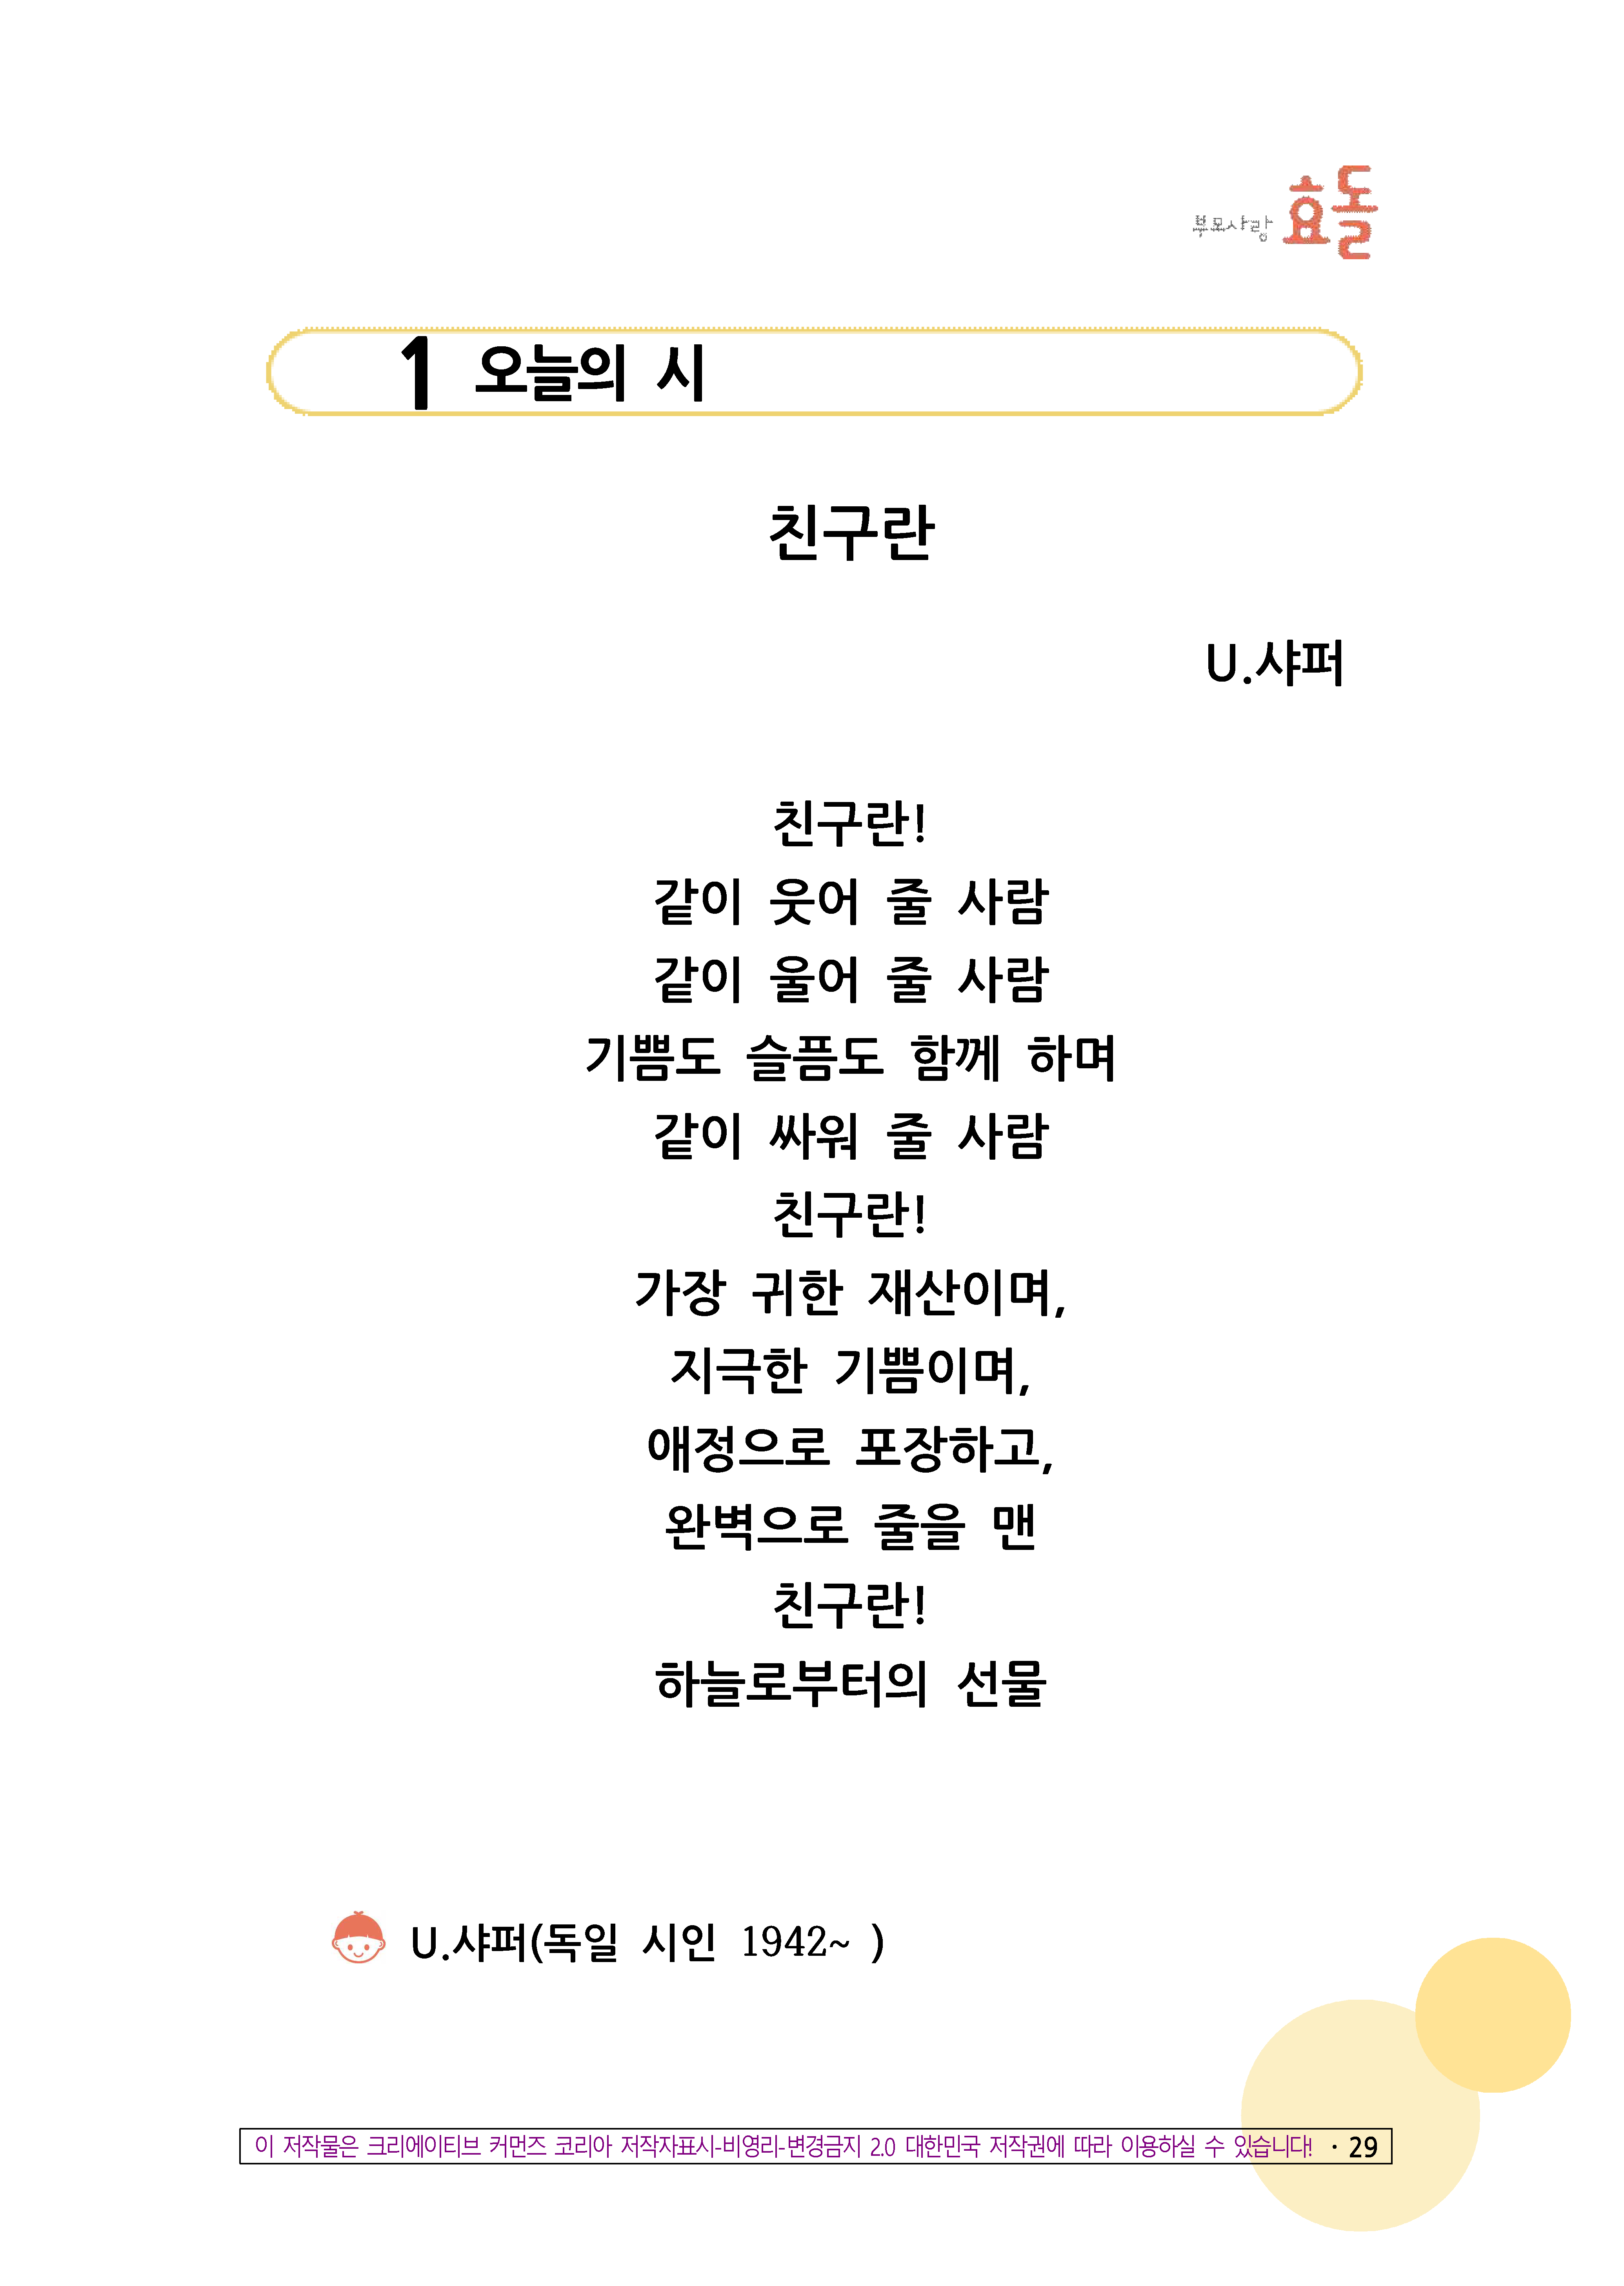 부모사랑 효돌
1 오늘의 시
친구란
U.샤퍼
친구란!
같이 웃어 줄 사람
같이 울어 줄 사람
기쁨도 슬픔도 함께 하며
같이 싸워 줄 사람
친구란!
가장 귀한 재산이며,
지극한 기쁨이며,
애정으로 포장하고,
완벽으로 줄을 맨
친구란!
하늘로부터의 선물
U.샤퍼(독일 시인 1942~ )
이 저작물은 크리에이티브 커먼즈 코리아 저작자표시-비영리-변경금지 2.0 대한민국 저작권에 따라 이용하실 수 있습니다! · 29